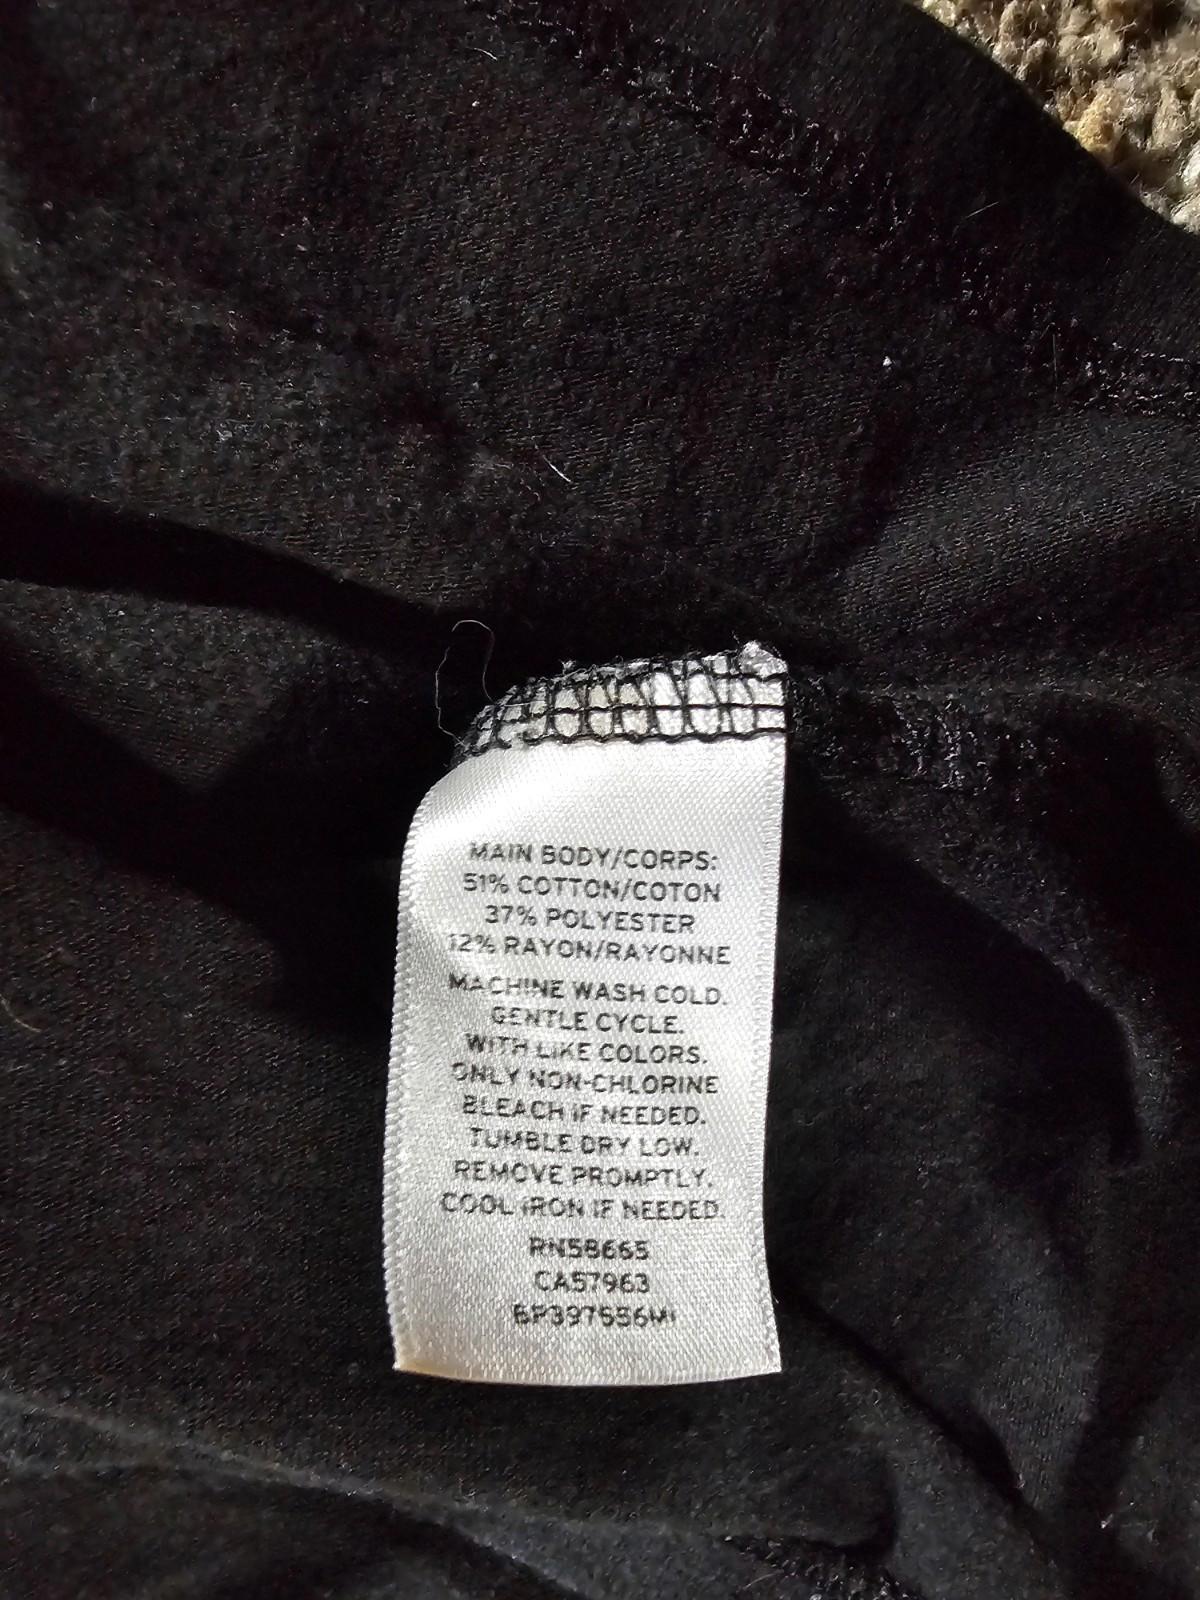 MAIN BODY/CORPS:
51% COTTON/COTON
37% POLYESTER
12% RAYON/RAYONNE
MACHINE WASH COLD.
GENTLE CYCLE.
WITH LIKE COLORS.
ONLY NON-CHLORINE
BLEACH IF NEEDED.
TUMBLE DRY LOW.
REMOVE PROMPTLY.
COOL IRON IF NEEDED.
RN58665
CA57963